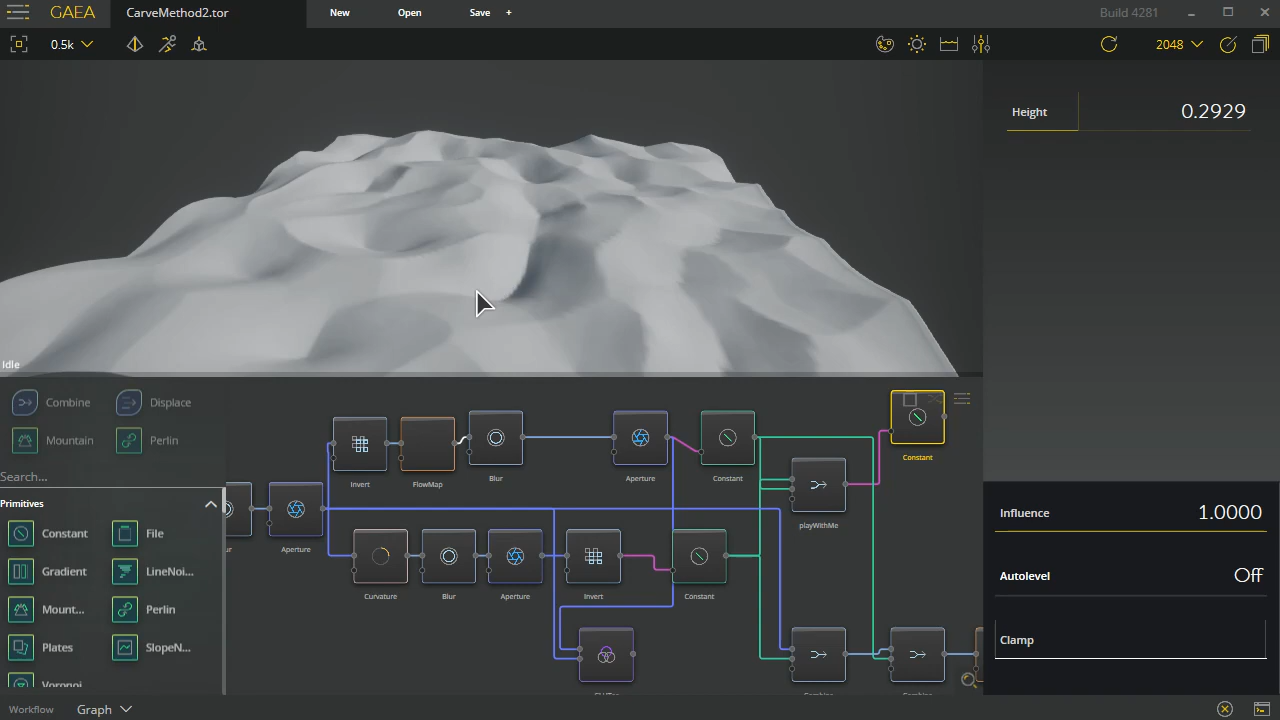 GAEA
CarveMethod2.tor
New
Open
Save
+
Build 4281
0.5k
2048
Height
0.2929
Idle
Combine
Displace
Mountain
Perlin
Search...
Primitives
Constant
File
Gradient
LineNoi...
Mount...
Perlin
Plates
SlopeN...
Voronoi
Invert
FlowMap
Blur
Aperture
Constant
Constant
playWithMe
ur
Aperture
Curvature
Blur
Aperture
Invert
Constant
Influence
1.0000
Autolevel
Off
Clamp
Workflow
Graph